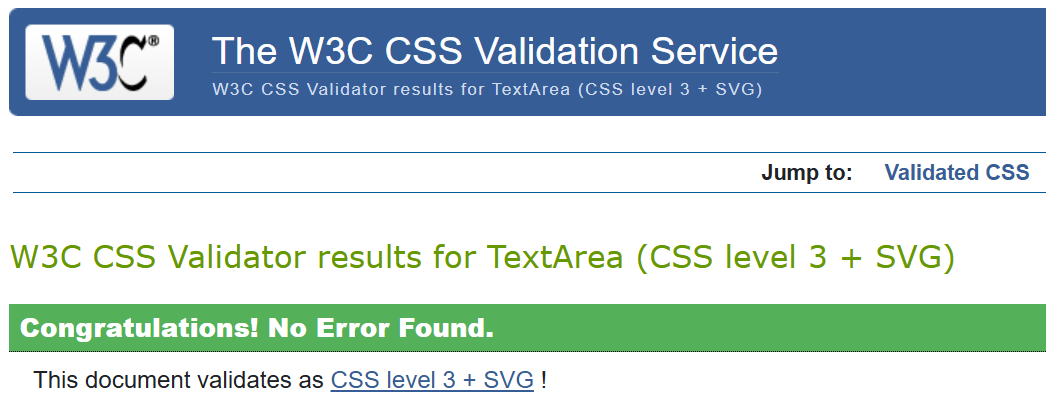 W3C®
The W3C CSS Validation Service
W3C CSS Validator results for TextArea (CSS level 3 + SVG)
Jump to: Validated CSS
W3C CSS Validator results for TextArea (CSS level 3 + SVG)
Congratulations! No Error Found.
This document validates as CSS level 3 + SVG !